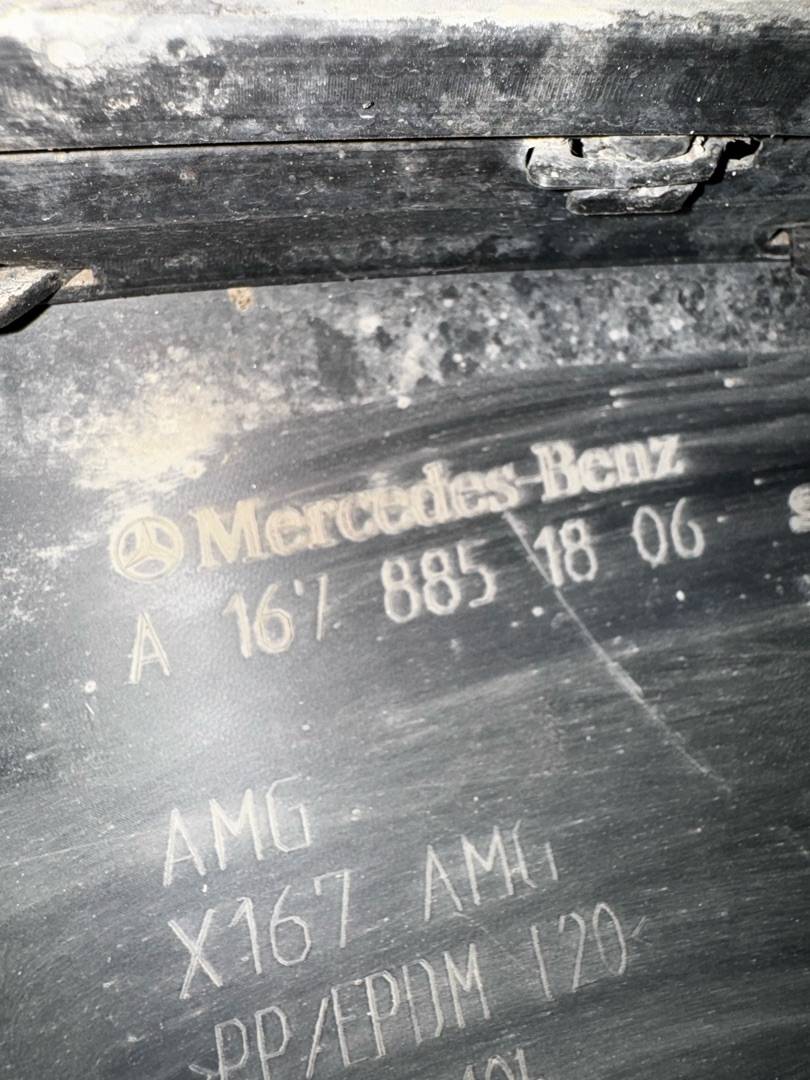 Mercedes-Benz
A 167 885 18 06
AMG
X167 AMG
>PP/EPDM T20<